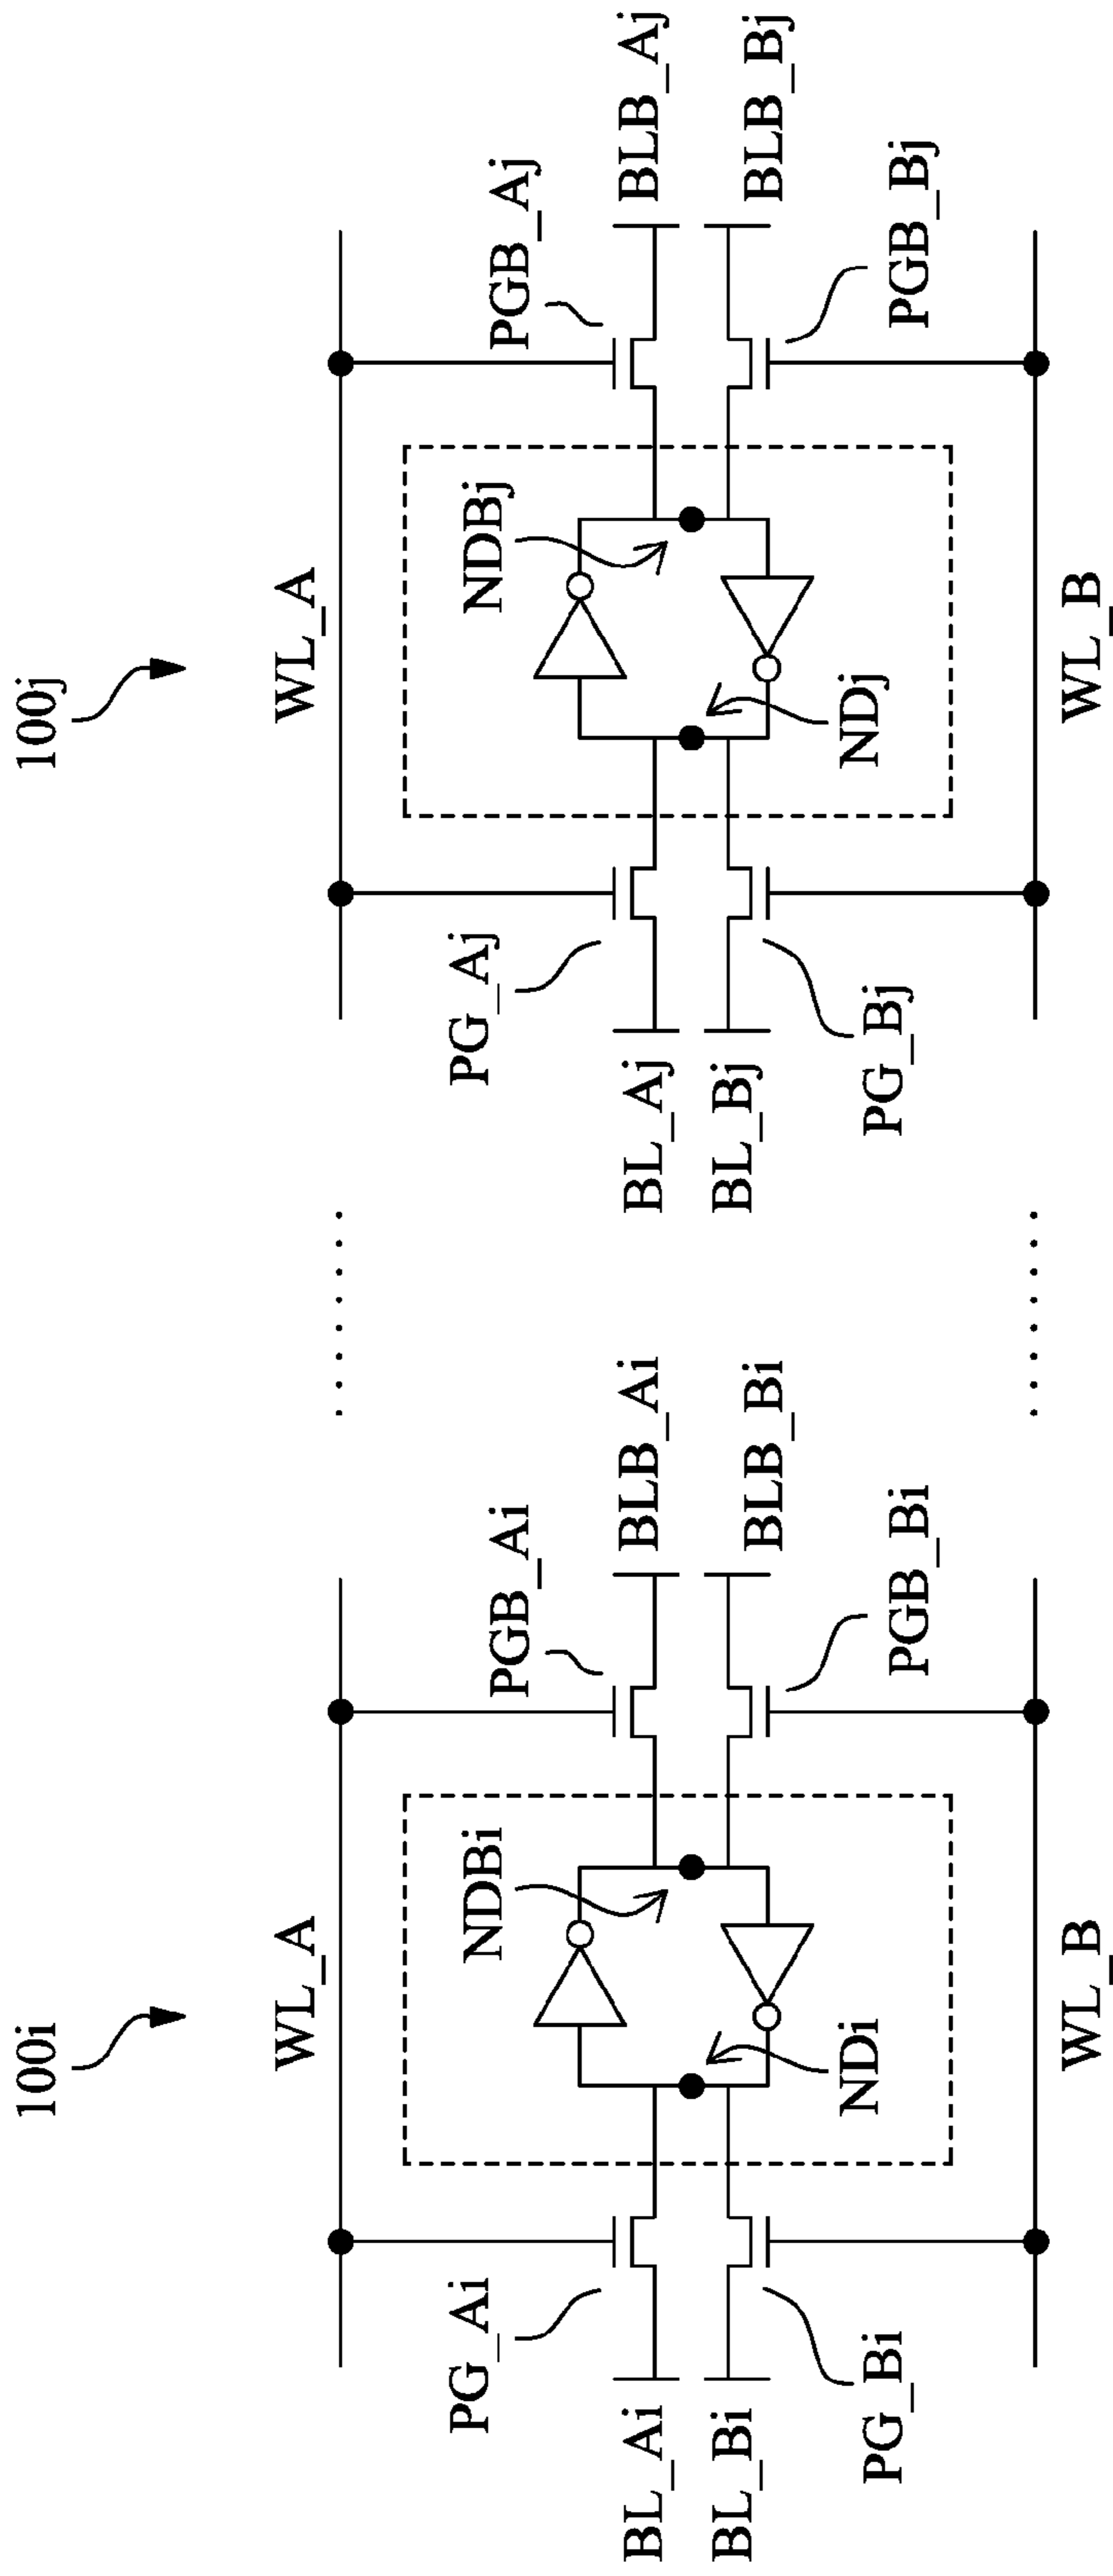 100i
100j
WL_A
WL_A
PG_Ai
NDBi
PGB_Ai
PG_Aj
NDBj
PGB_Aj
BL_Ai
BLB_Ai
BL_Aj
BLB_Aj
BL_Bi
BLB_Bi
BL_Bj
BLB_Bj
PG_Bi
NDi
PGB_Bi
PG_Bj
NDj
PGB_Bj
WL_B
WL_B